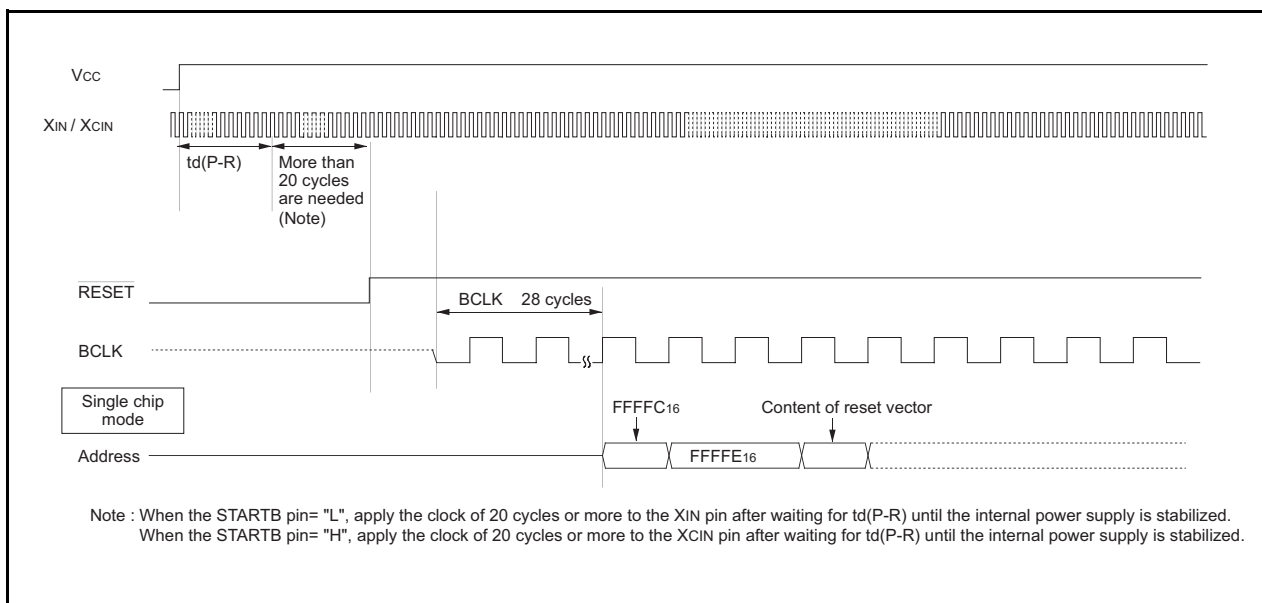 Vcc
XIN / XCIN
td(P-R)
More than
20 cycles
are needed
(Note)
RESET
BCLK 28 cycles
BCLK
Single chip
mode
FFFFC16
Content of reset vector
Address
FFFFE16
Note : When the STARTB pin= "L", apply the clock of 20 cycles or more to the XIN pin after waiting for td(P-R) until the internal power supply is stabilized.
When the STARTB pin= "H", apply the clock of 20 cycles or more to the XCIN pin after waiting for td(P-R) until the internal power supply is stabilized.